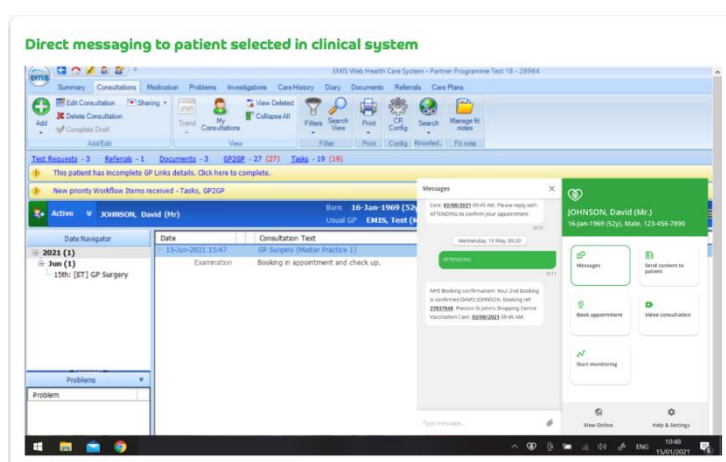 Direct messaging to patient selected in clinical system
EMIS Web Health Care System - Partner Programme Test 18 - 28964
emis
Summary Consultations Medication Problems Investigations Care History Diary Documents Referrals Care Plans
Add
Edit Consultation
Delete Consultation
Complete Draft
Sharing
Trend
My Consultations
View Deleted
Collapse All
Filters
Search View
Print
CR Config
Search
Manage fit notes
Add/Edit View Filter Print Config Knowled.. Fit note
Test Requests - 3 Referrals - 1 Documents - 3 GP2GP - 27 (27) Tasks - 19 (19)
This patient has incomplete GP Links details. Click here to complete.
New priority Workflow Items received - Tasks, GP2GP
Active JOHNSON, David (Mr)
Born 16-Jan-1969 (52y)
Usual GP EMIS, Test (M
Date Navigator
2021 (1)
Jun (1)
15th: [ET] GP Surgery
Problems
Problem
Date Consultation Text
15-Jun-2021 15:47 GP Surgery (Master Practice 1)
Examination Booking in appointment and check up.
Messages
Cent. 02/08/2021 09:45 AM. Please reply with
ATTENDING to confirm your appointment.
Wednesday, 19 May, 09:20
ATTENDING
NHS Booking confirmation: Your 2nd booking
is confirmed DAVID JOHNSON. Booking ref:
27837848. Preston St John's Shopping Centre
Vaccination Cent. 02/08/2021 09:45 AM.
Type message...
JOHNSON, David (Mr.)
16-Jan-1969 (52y), Male, 123-456-7890
Messages
Send content to patient
Book appointment
Video consultation
Start monitoring
View Online
Help & Settings
ENG
10:48
15/01/2021